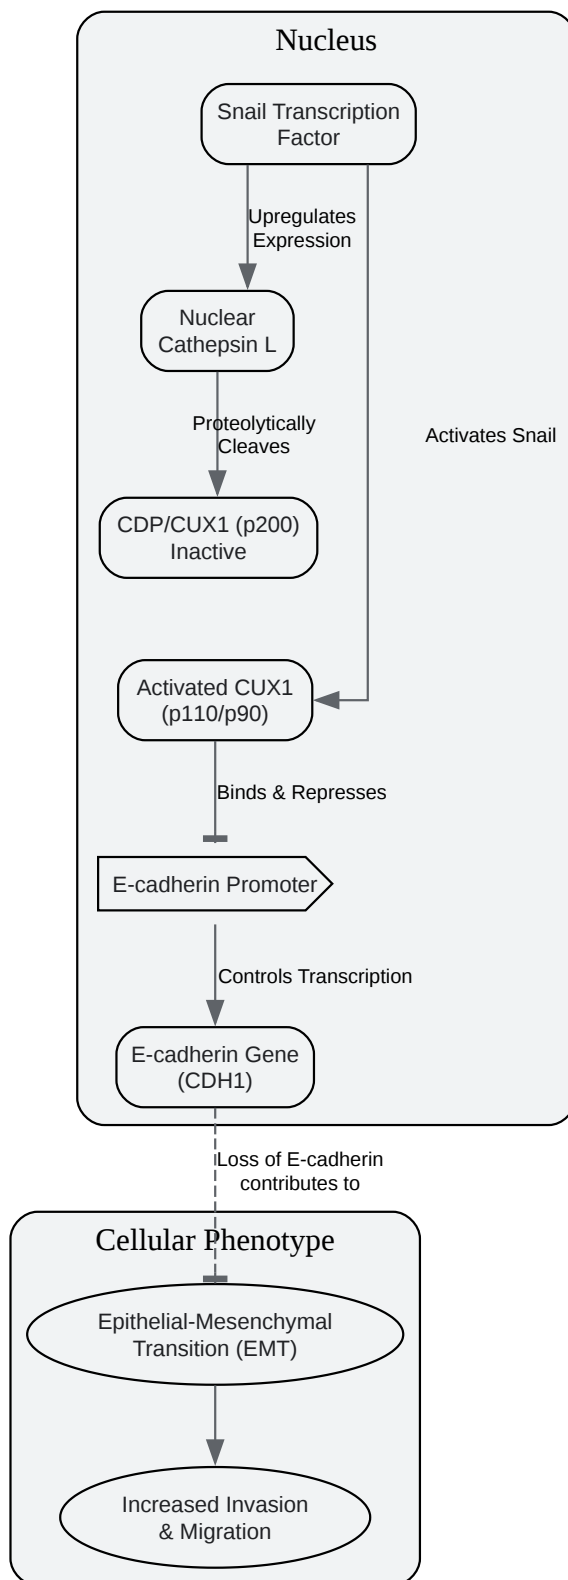 Nucleus
Snail Transcription
Factor
Upregulates
Expression
Nuclear
Cathepsin L
Proteolytically
Cleaves
Activates Snail
CDP/CUX1 (p200)
Inactive
Activated CUX1
(p110/p90)
Binds & Represses
E-cadherin Promoter
Controls Transcription
E-cadherin Gene
(CDH1)
Loss of E-cadherin
contributes to
Cellular Phenotype
Epithelial-Mesenchymal
Transition (EMT)
Increased Invasion
& Migration